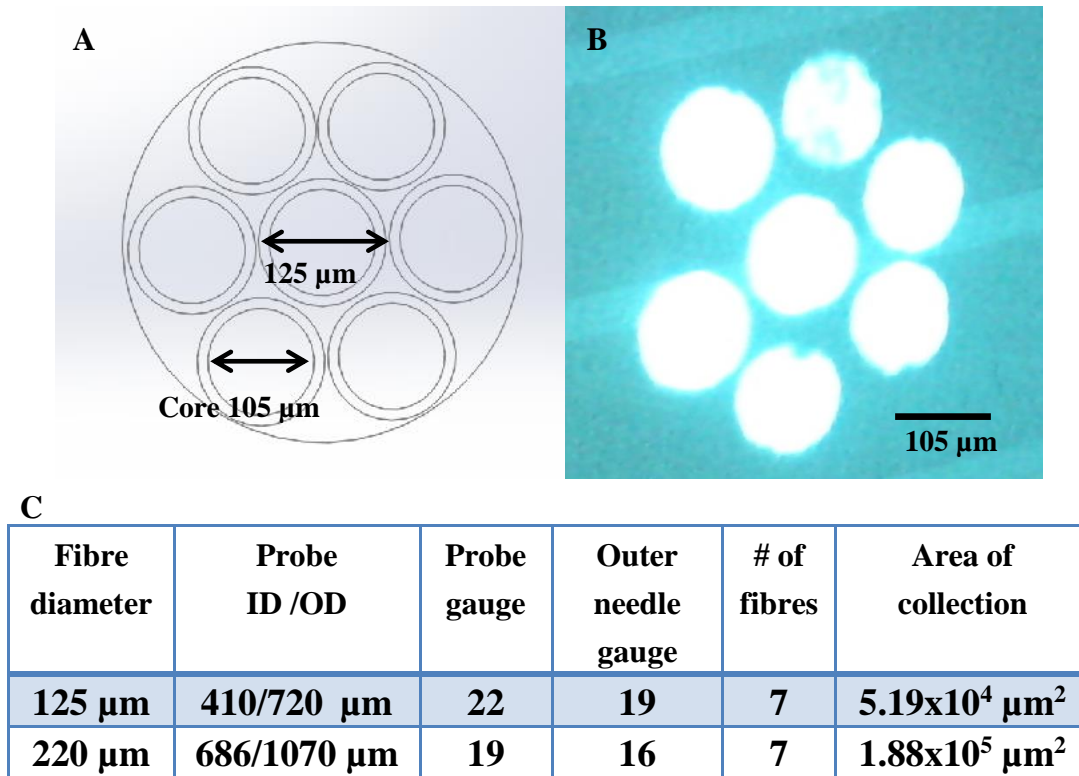 A
B
125 µm
Core 105 µm
105 µm
C
Fibre diameter
Probe ID /OD
Probe gauge
Outer needle gauge
# of fibres
Area of collection
125 µm 410/720 µm 22 19 7 5.19x10⁴ µm²
220 µm 686/1070 µm 19 16 7 1.88x10⁵ µm²